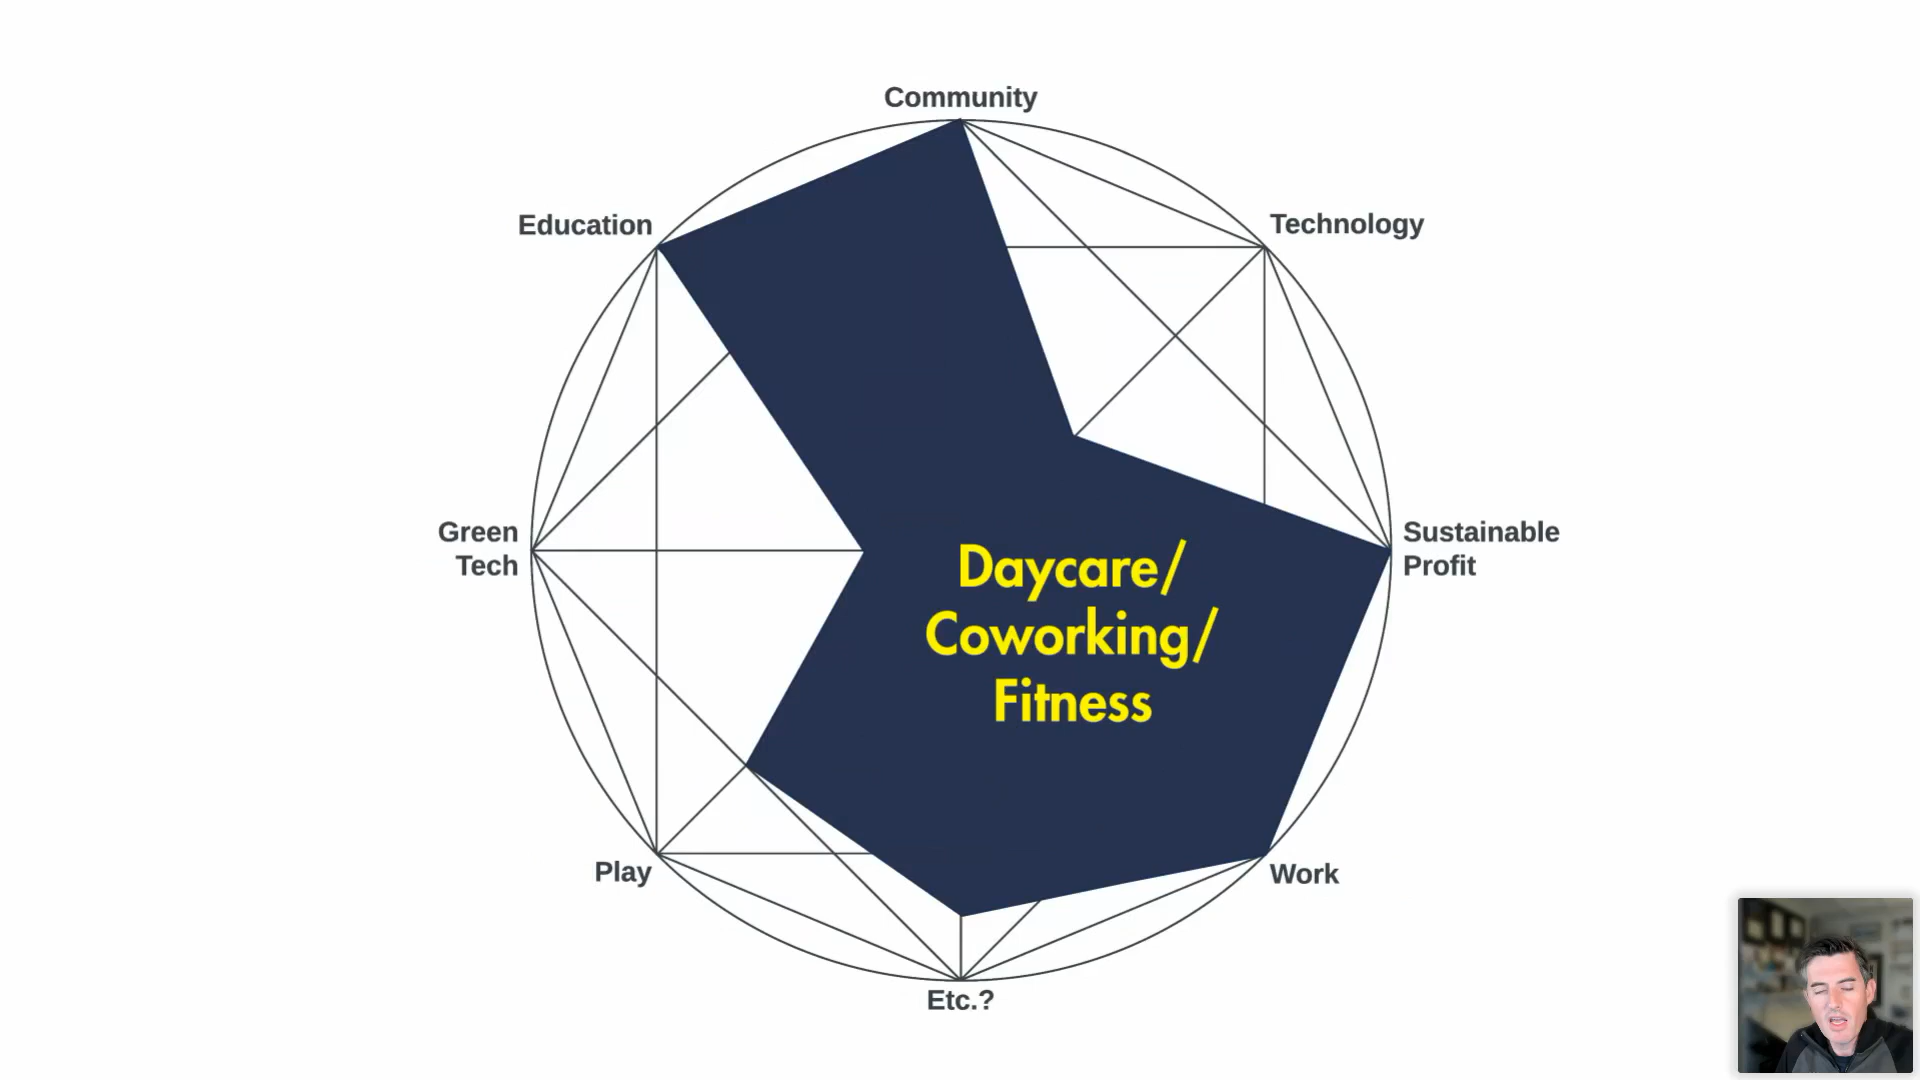 Community
Education
Technology
Green
Tech
Sustainable
Profit
Daycare/
Coworking/
Fitness
Play
Work
Etc.?